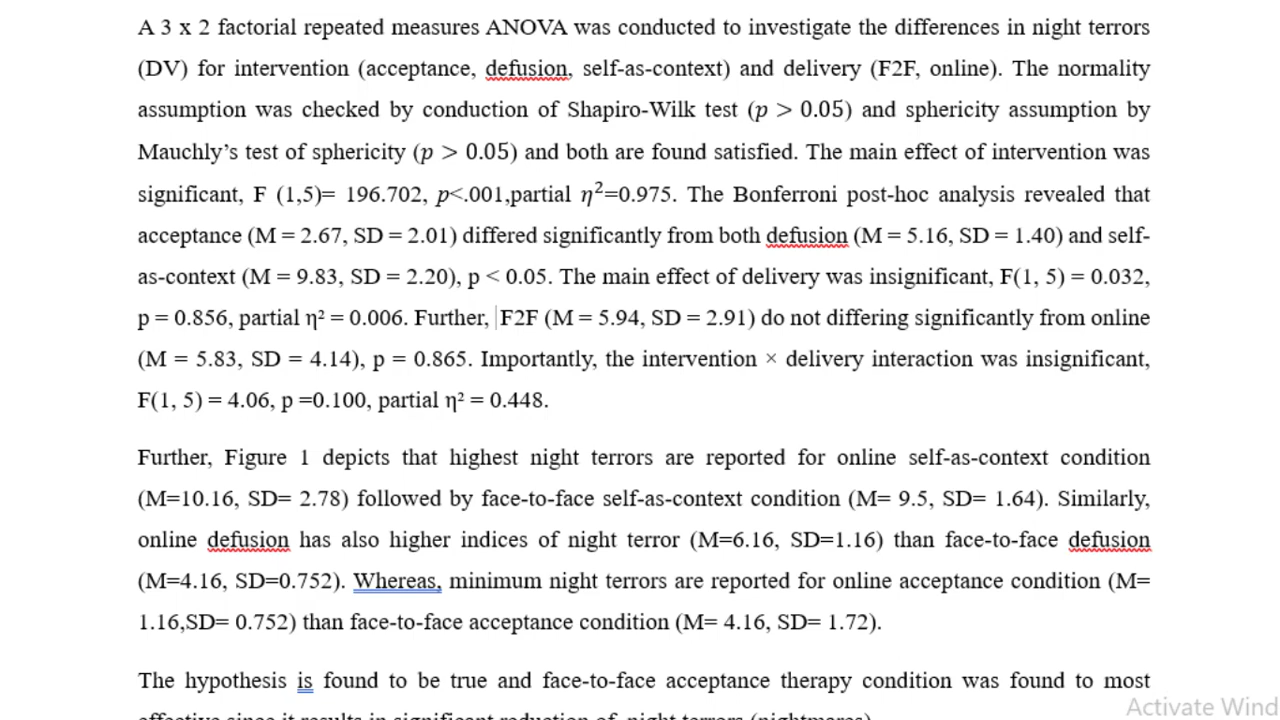 A 3 x 2 factorial repeated measures ANOVA was conducted to investigate the differences in night terrors
(DV) for intervention (acceptance, defusion, self-as-context) and delivery (F2F, online). The normality
assumption was checked by conduction of Shapiro-Wilk test (p > 0.05) and sphericity assumption by
Mauchly’s test of sphericity (p > 0.05) and both are found satisfied. The main effect of intervention was
significant, F (1,5)= 196.702, p<.001,partial η²=0.975. The Bonferroni post-hoc analysis revealed that
acceptance (M = 2.67, SD = 2.01) differed significantly from both defusion (M = 5.16, SD = 1.40) and self-
as-context (M = 9.83, SD = 2.20), p < 0.05. The main effect of delivery was insignificant, F(1, 5) = 0.032,
p = 0.856, partial η² = 0.006. Further, F2F (M = 5.94, SD = 2.91) do not differing significantly from online
(M = 5.83, SD = 4.14), p = 0.865. Importantly, the intervention × delivery interaction was insignificant,
F(1, 5) = 4.06, p =0.100, partial η² = 0.448.
Further, Figure 1 depicts that highest night terrors are reported for online self-as-context condition
(M=10.16, SD= 2.78) followed by face-to-face self-as-context condition (M= 9.5, SD= 1.64). Similarly,
online defusion has also higher indices of night terror (M=6.16, SD=1.16) than face-to-face defusion
(M=4.16, SD=0.752). Whereas, minimum night terrors are reported for online acceptance condition (M=
1.16,SD= 0.752) than face-to-face acceptance condition (M= 4.16, SD= 1.72).
The hypothesis is found to be true and face-to-face acceptance therapy condition was found to most
effective since it results in significant reduction of night terrors (nightmares)
Activate Wind